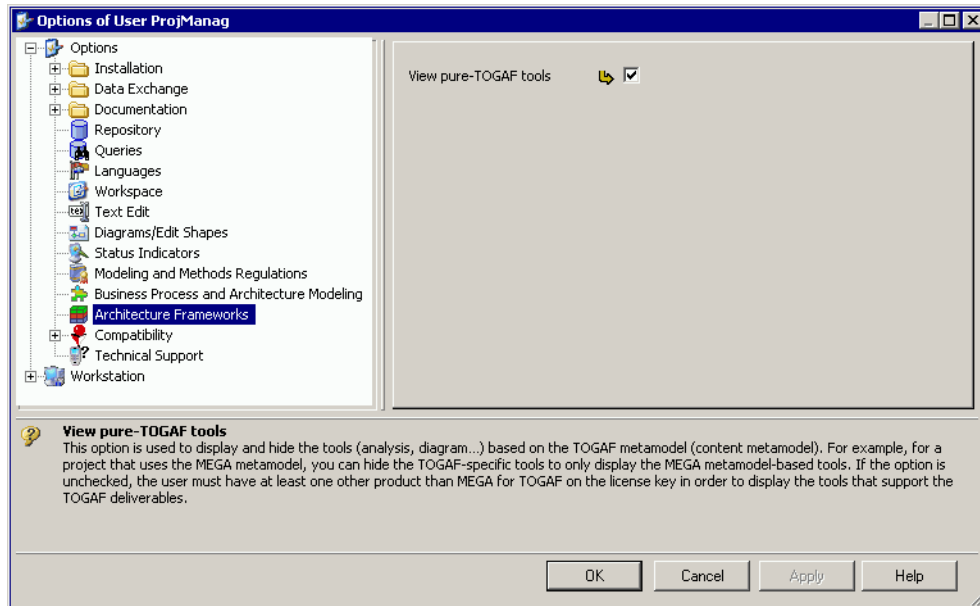 Options of User ProjManag
Options
Installation
Data Exchange
Documentation
Repository
Queries
Languages
Workspace
Text Edit
Diagrams/Edit Shapes
Status Indicators
Modeling and Methods Regulations
Business Process and Architecture Modeling
Architecture Frameworks
Compatibility
Technical Support
Workstation
View pure-TOGAF tools
View pure-TOGAF tools
This option is used to display and hide the tools (analysis, diagram...) based on the TOGAF metamodel (content metamodel). For example, for a
project that uses the MEGA metamodel, you can hide the TOGAF-specific tools to only display the MEGA metamodel-based tools. If the option is
unchecked, the user must have at least one other product than MEGA for TOGAF on the license key in order to display the tools that support the
TOGAF deliverables.
OK Cancel Apply Help